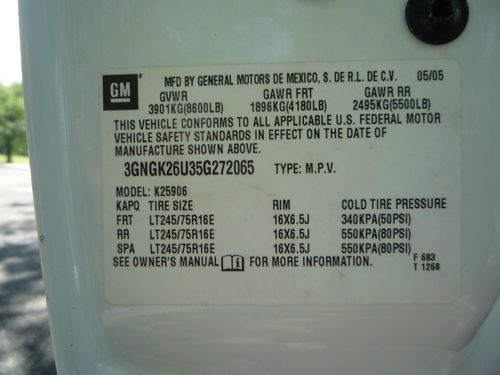 GM
MFD BY GENERAL MOTORS DE MEXICO, S. DE R.L. DE C.V. 05/05
GVWR GAWR FRT GAWR RR
3901KG(8600LB) 1896KG(4180LB) 2495KG(5500LB)
THIS VEHICLE CONFORMS TO ALL APPLICABLE U.S. FEDERAL MOTOR
VEHICLE SAFETY STANDARDS IN EFFECT ON THE DATE OF
MANUFACTURE SHOWN ABOVE.
3GNGK26U35G272065 TYPE: M.P.V.
MODEL: K25906
KAPQ TIRE SIZE RIM COLD TIRE PRESSURE
FRT LT245/75R16E 16X6.5J 340KPA(50PSI)
RR LT245/75R16E 16X6.5J 550KPA(80PSI)
SPA LT245/75R16E 16X6.5J 550KPA(80PSI)
SEE OWNER'S MANUAL FOR MORE INFORMATION.
F 683
T 1268